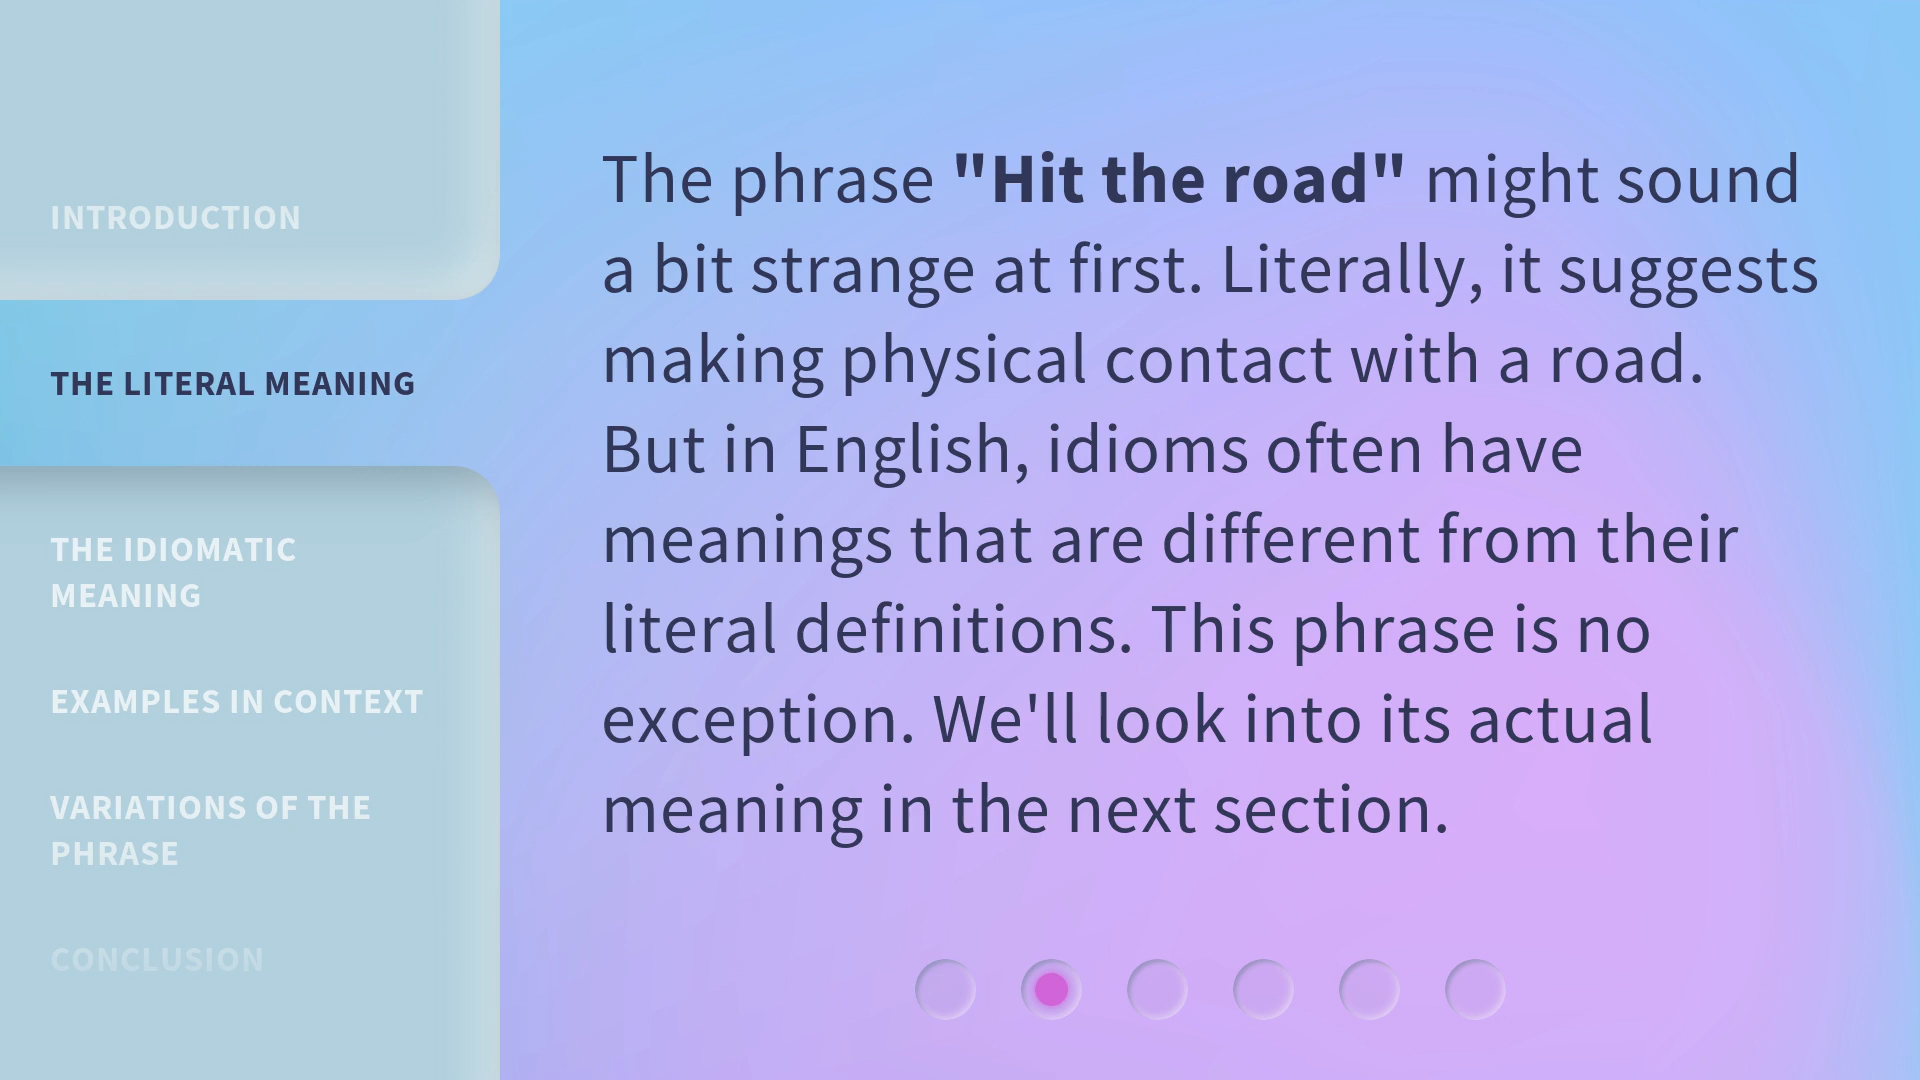 INTRODUCTION
THE LITERAL MEANING
THE IDIOMATIC
MEANING
EXAMPLES IN CONTEXT
VARIATIONS OF THE
PHRASE
CONCLUSION
The phrase "Hit the road" might sound
a bit strange at first. Literally, it suggests
making physical contact with a road.
But in English, idioms often have
meanings that are different from their
literal definitions. This phrase is no
exception. We'll look into its actual
meaning in the next section.